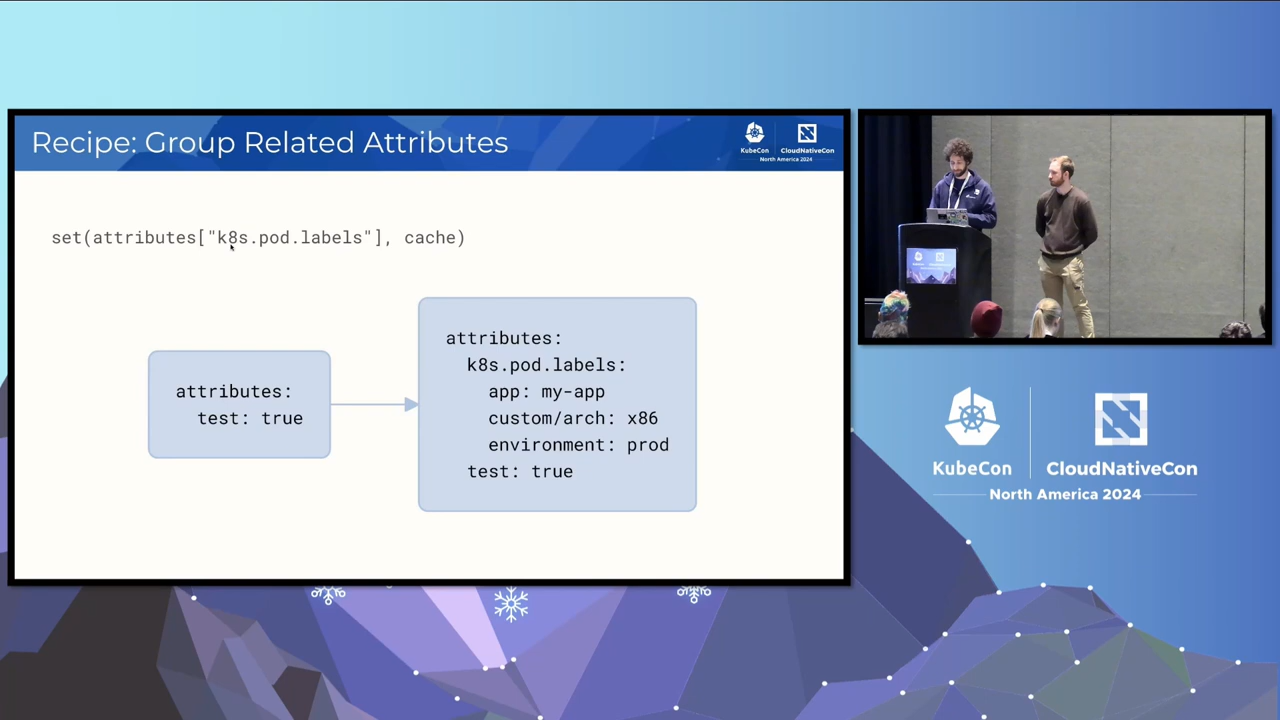 Recipe: Group Related Attributes
KubeCon
CloudNativeCon
North America 2024
set(attributes["k8s.pod.labels"], cache)
attributes:
test: true
attributes:
k8s.pod.labels:
app: my-app
custom/arch: x86
environment: prod
test: true
KubeCon
CloudNativeCon
North America 2024